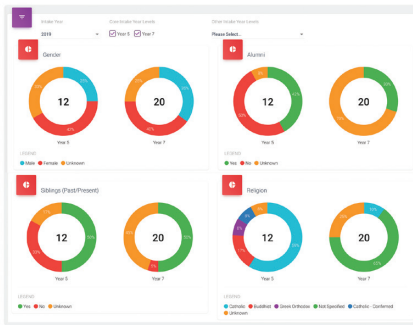 Intake Year
Core Intake Year Levels
Other Intake Year Levels
2019
Year 5
Year 7
Please Select...
Gender
12
20
Year 5
Year 7
LEGEND
Male
Female
Unknown
Alumni
12
20
Year 5
Year 7
LEGEND
Yes
No
Unknown
Siblings (Past/Present)
12
20
Year 5
Year 7
LEGEND
Yes
No
Unknown
Religion
12
20
Year 5
Year 7
LEGEND
Catholic
Buddhist
Greek Orthodox
Not Specified
Catholic - Confirmed
Unknown